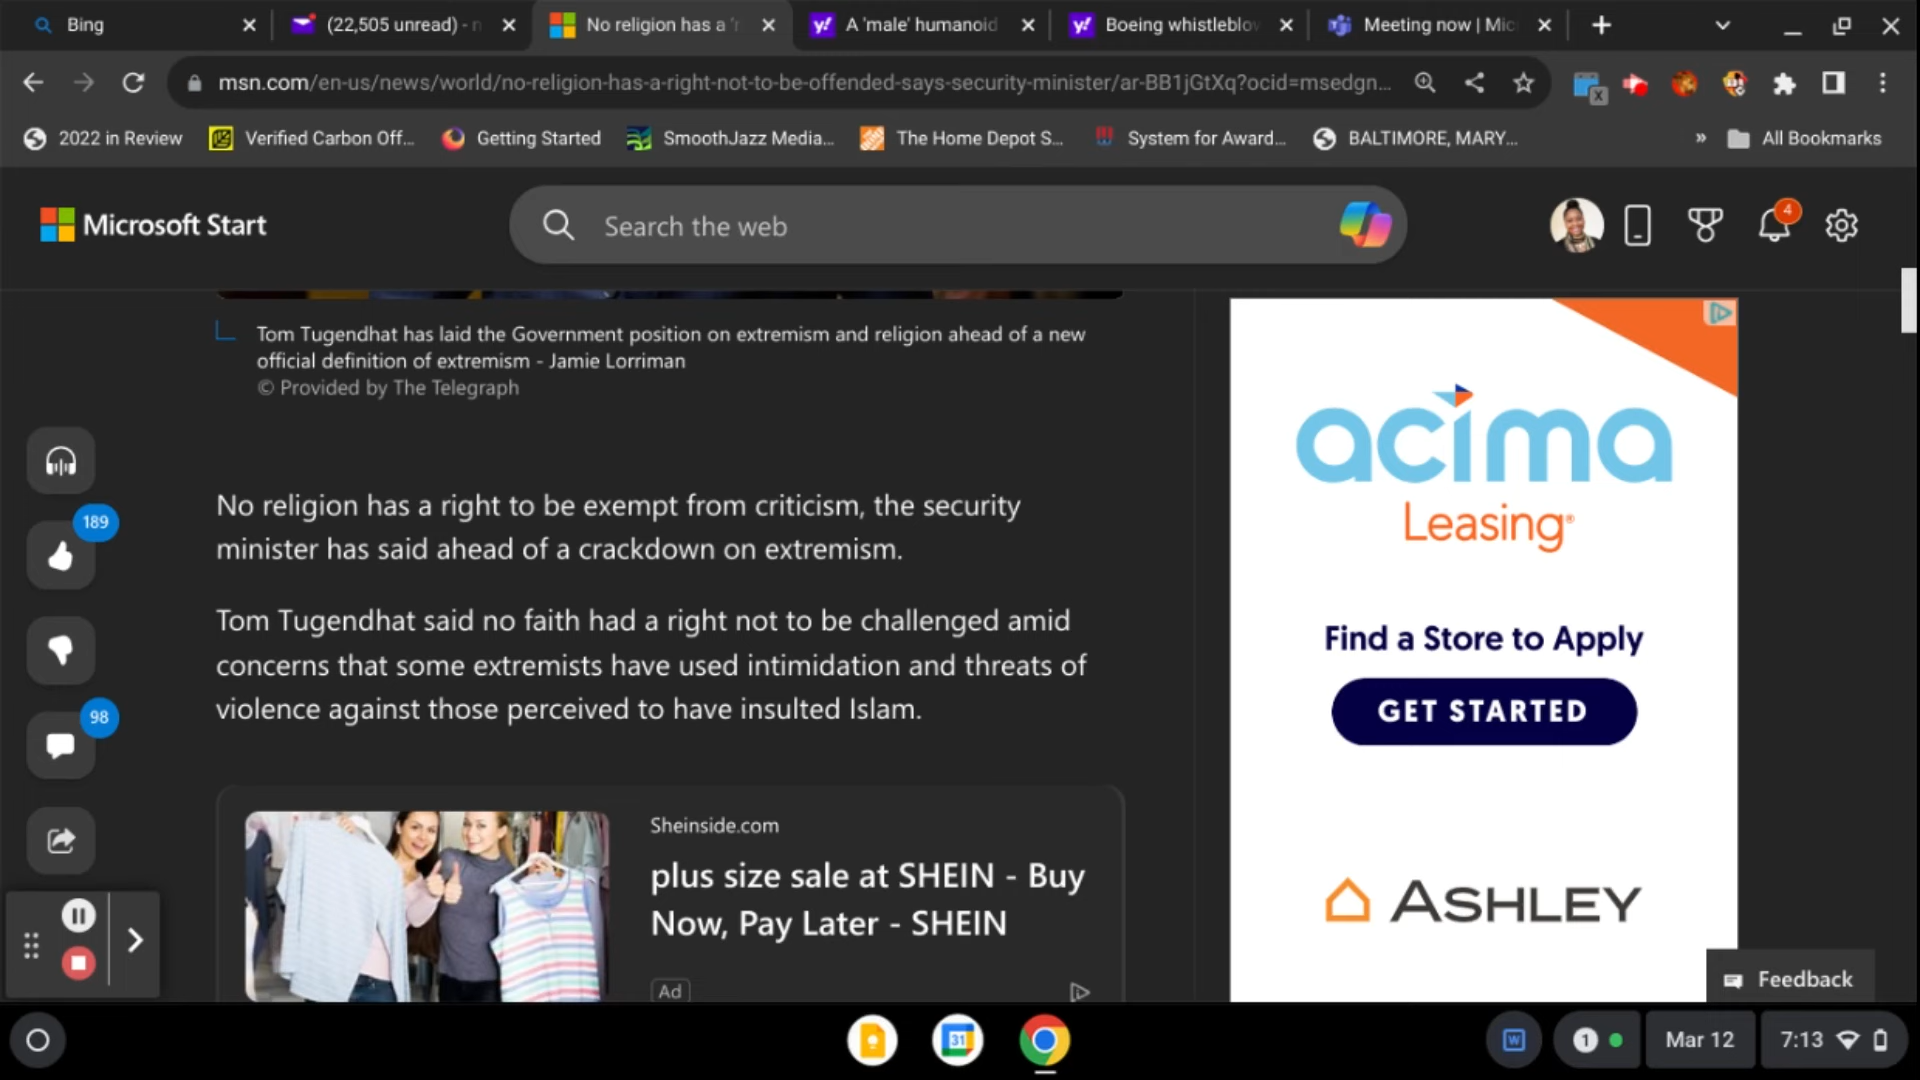 Bing
(22,505 unread) - n
No religion has a 'r
A 'male' humanoid
Boeing whistleblow
Meeting now | Mic
msn.com/en-us/news/world/no-religion-has-a-right-not-to-be-offended-says-security-minister/ar-BB1jGtXq?ocid=msedgn...
2022 in Review
Verified Carbon Off...
Getting Started
SmoothJazz Media...
The Home Depot S...
System for Award...
BALTIMORE, MARY...
»
All Bookmarks
Microsoft Start
Search the web
4
Tom Tugendhat has laid the Government position on extremism and religion ahead of a new
official definition of extremism - Jamie Lorriman
© Provided by The Telegraph
189
98
No religion has a right to be exempt from criticism, the security
minister has said ahead of a crackdown on extremism.
Tom Tugendhat said no faith had a right not to be challenged amid
concerns that some extremists have used intimidation and threats of
violence against those perceived to have insulted Islam.
Sheinside.com
plus size sale at SHEIN - Buy
Now, Pay Later - SHEIN
Ad
acima
Leasing®
Find a Store to Apply
GET STARTED
ASHLEY
Feedback
31
W
1
Mar 12
7:13